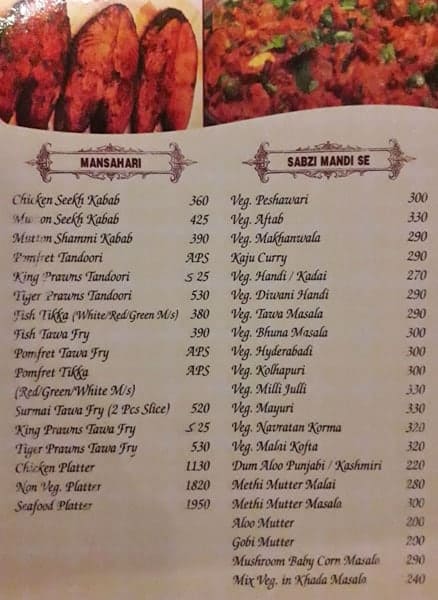 MANSAHARI
Chicken Seekh Kabab 360
Mutton Seekh Kabab 425
Mutton Shammi Kabab 390
Pomfret Tandoori APS
King Prawns Tandoori 525
Tiger Prawns Tandoori 530
Fish Tikka (White/Red/Green M/s) 380
Fish Tawa Fry 390
Pomfret Tawa Fry APS
Pomfret Tikka APS
(Red/Green/White M/s)
Surmai Tawa Fry (2 Pcs Slice) 520
King Prawns Tawa Fry 525
Tiger Prawns Tawa Fry 530
Chicken Platter 1130
Non Veg. Platter 1820
Seafood Platter 1950
SABZI MANDI SE
Veg. Peshawari 300
Veg. Aftab 330
Veg. Makhanwala 290
Kaju Curry 290
Veg. Handi / Kadai 270
Veg. Diwani Handi 290
Veg. Tawa Masala 290
Veg. Bhuna Masala 300
Veg. Hyderabadi 300
Veg. Kolhapuri 300
Veg. Milli Julli 330
Veg. Mayuri 330
Veg. Navratan Korma 320
Veg. Malai Kofta 320
Dum Aloo Punjabi / Kashmiri 220
Methi Mutter Malai 280
Methi Mutter Masala 300
Aloo Mutter 200
Gobi Mutter 200
Mushroom Baby Corn Masala 290
Mix Veg. in Khada Masala 240